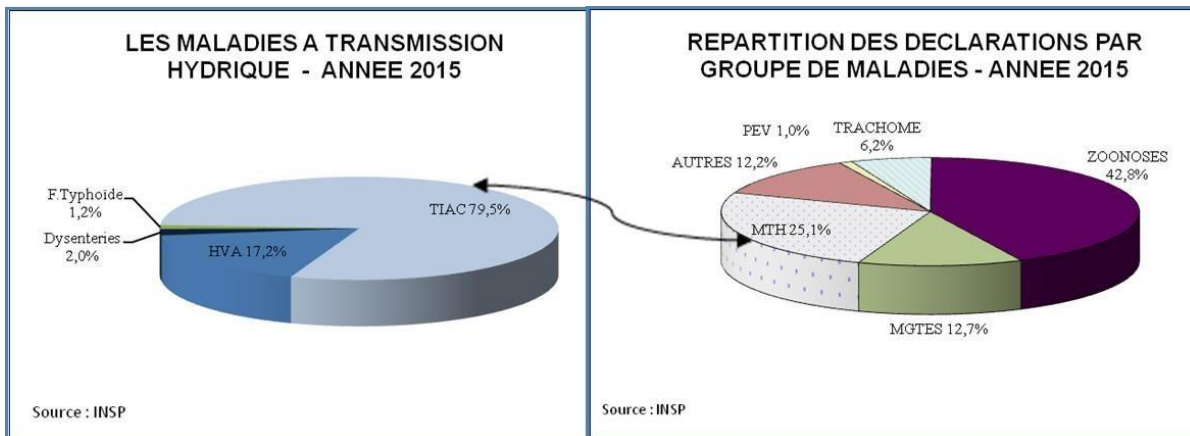 LES MALADIES A TRANSMISSION
HYDRIQUE - ANNEE 2015
F.Typhoïde
1,2%
Dysenteries
2,0%
HVA 17,2%
TIAC 79,5%
Source : INSP
REPARTITION DES DECLARATIONS PAR
GROUPE DE MALADIES - ANNEE 2015
PEV 1,0%
TRACHOME
6,2%
AUTRES 12,2%
ZOONOSES
42,8%
MTH 25,1%
MGTES 12,7%
Source : INSP